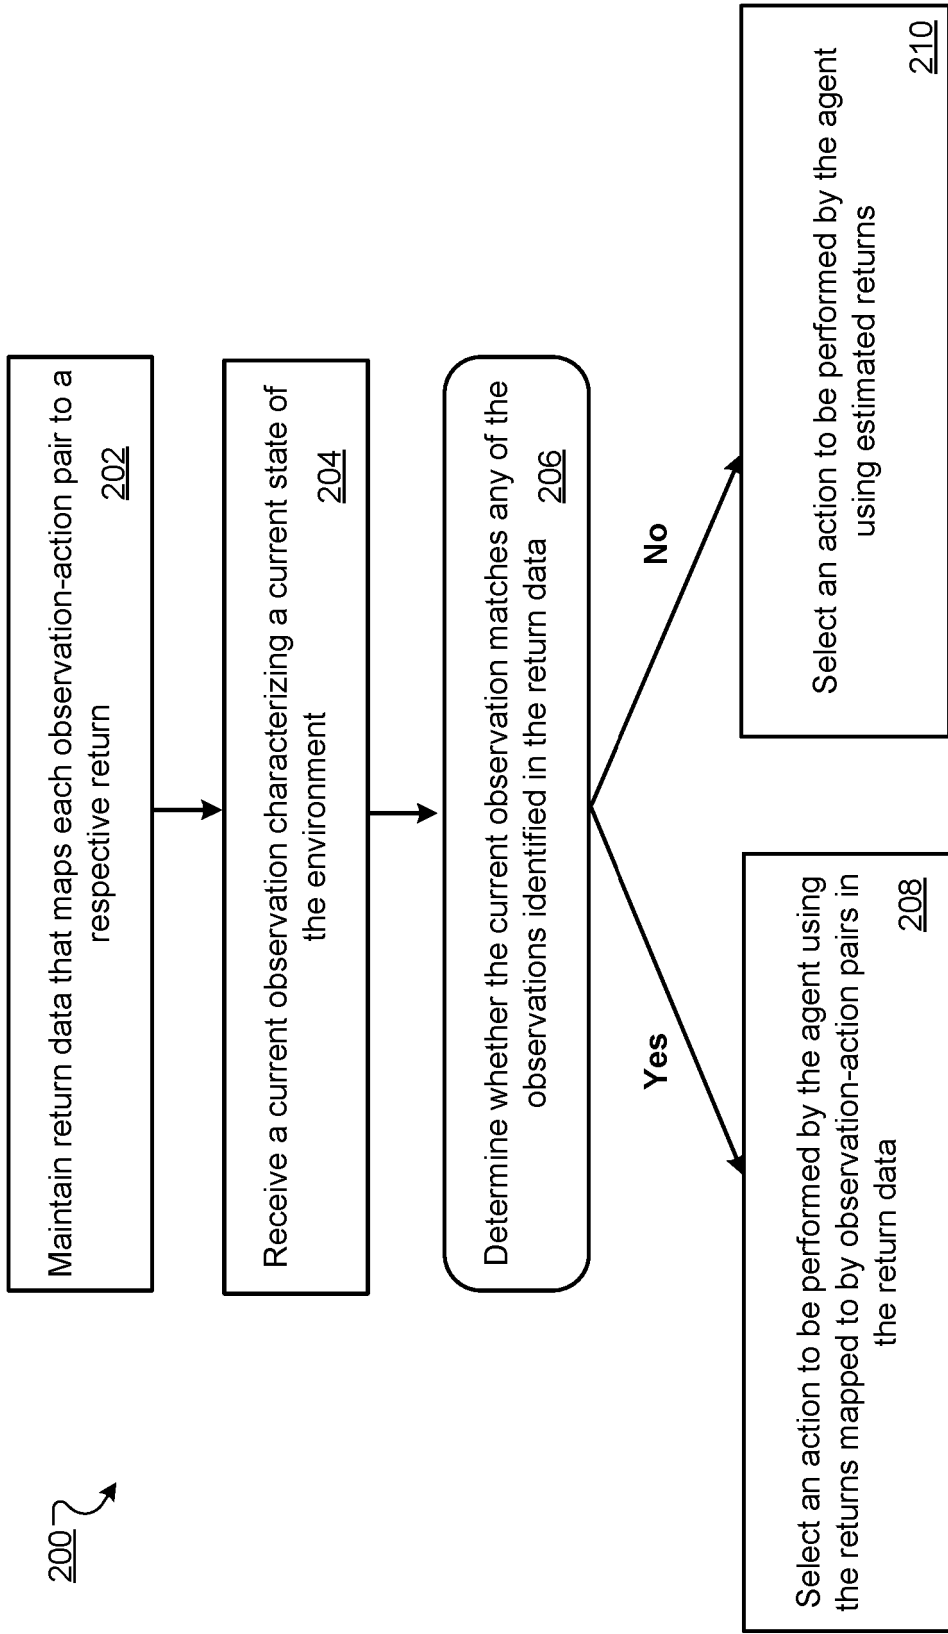 200
Maintain return data that maps each observation-action pair to a
respective return
202
Receive a current observation characterizing a current state of
the environment
204
Determine whether the current observation matches any of the
observations identified in the return data
206
Yes
No
Select an action to be performed by the agent using
the returns mapped to by observation-action pairs in
the return data
208
Select an action to be performed by the agent
using estimated returns
210